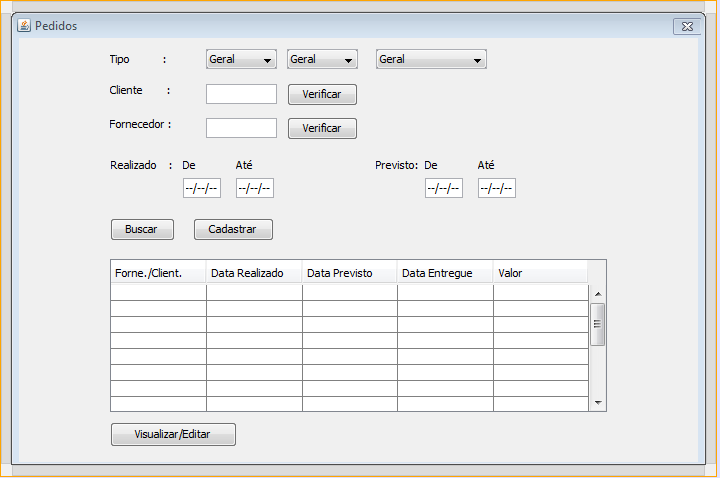 Pedidos
Tipo : Geral Geral Geral
Cliente : Verificar
Fornecedor : Verificar
Realizado : De Até Previsto: De Até
--/--/-- --/--/-- --/--/-- --/--/--
Buscar Cadastrar
Forne./Client. Data Realizado Data Previsto Data Entregue Valor
Visualizar/Editar